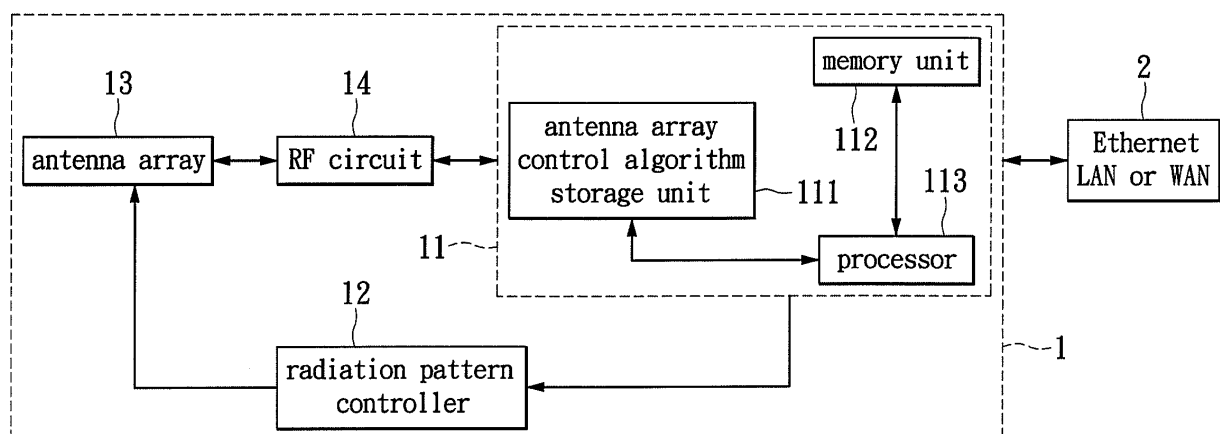 13
antenna array
14
RF circuit
antenna array
control algorithm
storage unit
111
memory unit
112
113
processor
11
2
Ethernet
LAN or WAN
12
radiation pattern
controller
1